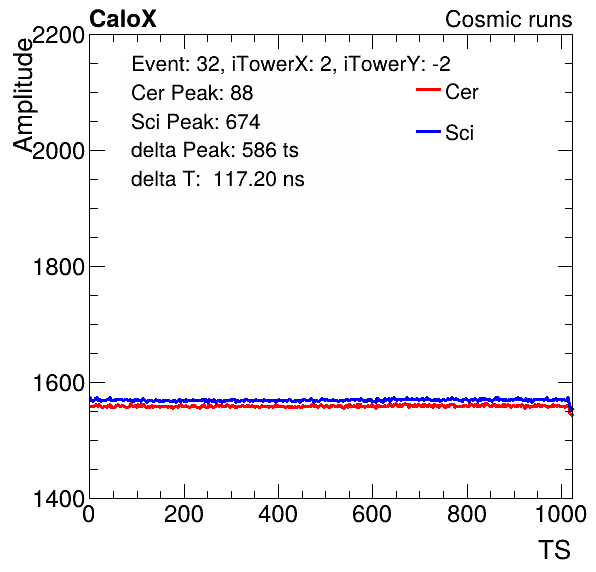 CaloX Cosmic runs
Amplitude
2200
2000
1800
1600
1400
Event: 32, iTowerX: 2, iTowerY: -2
Cer Peak: 88
Sci Peak: 674
delta Peak: 586 ts
delta T: 117.20 ns
Cer
Sci
0 200 400 600 800 1000
TS